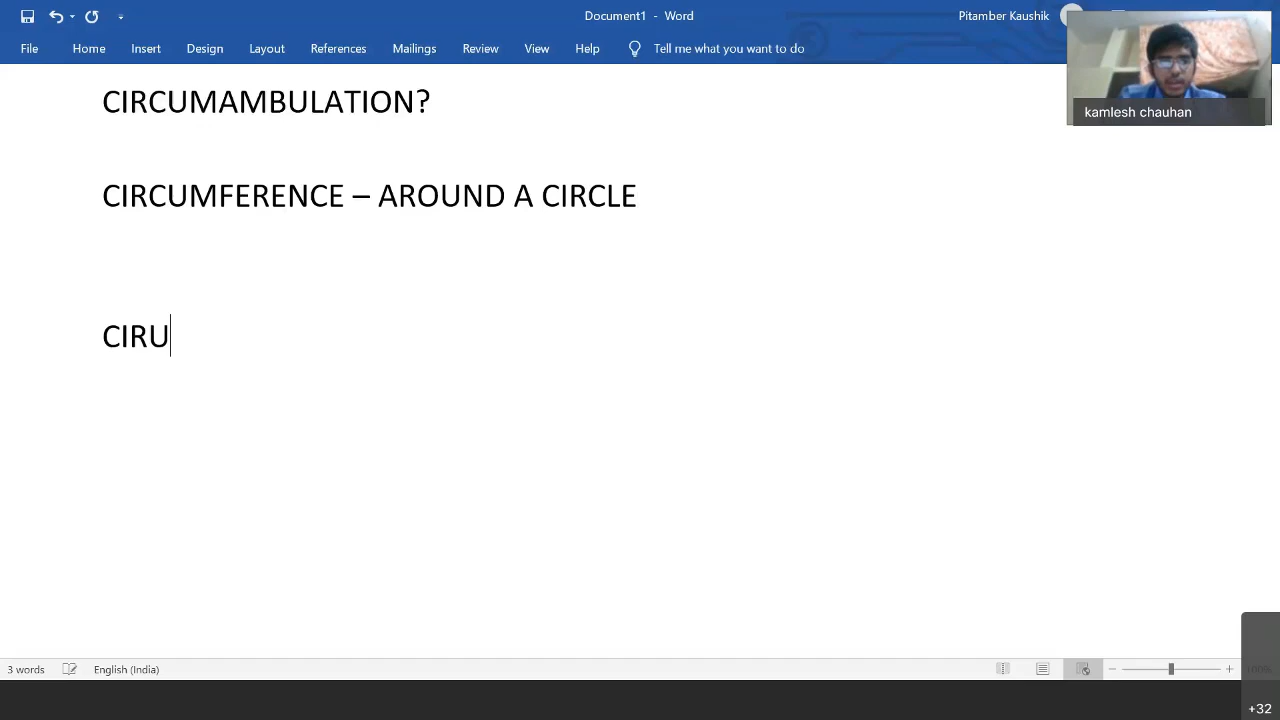 Document1 - Word
Pitamber Kaushik
File Home Insert Design Layout References Mailings Review View Help Tell me what you want to do
kamlesh chauhan
CIRCUMAMBULATION?
CIRCUMFERENCE – AROUND A CIRCLE
CIRU
3 words English (India)
+32